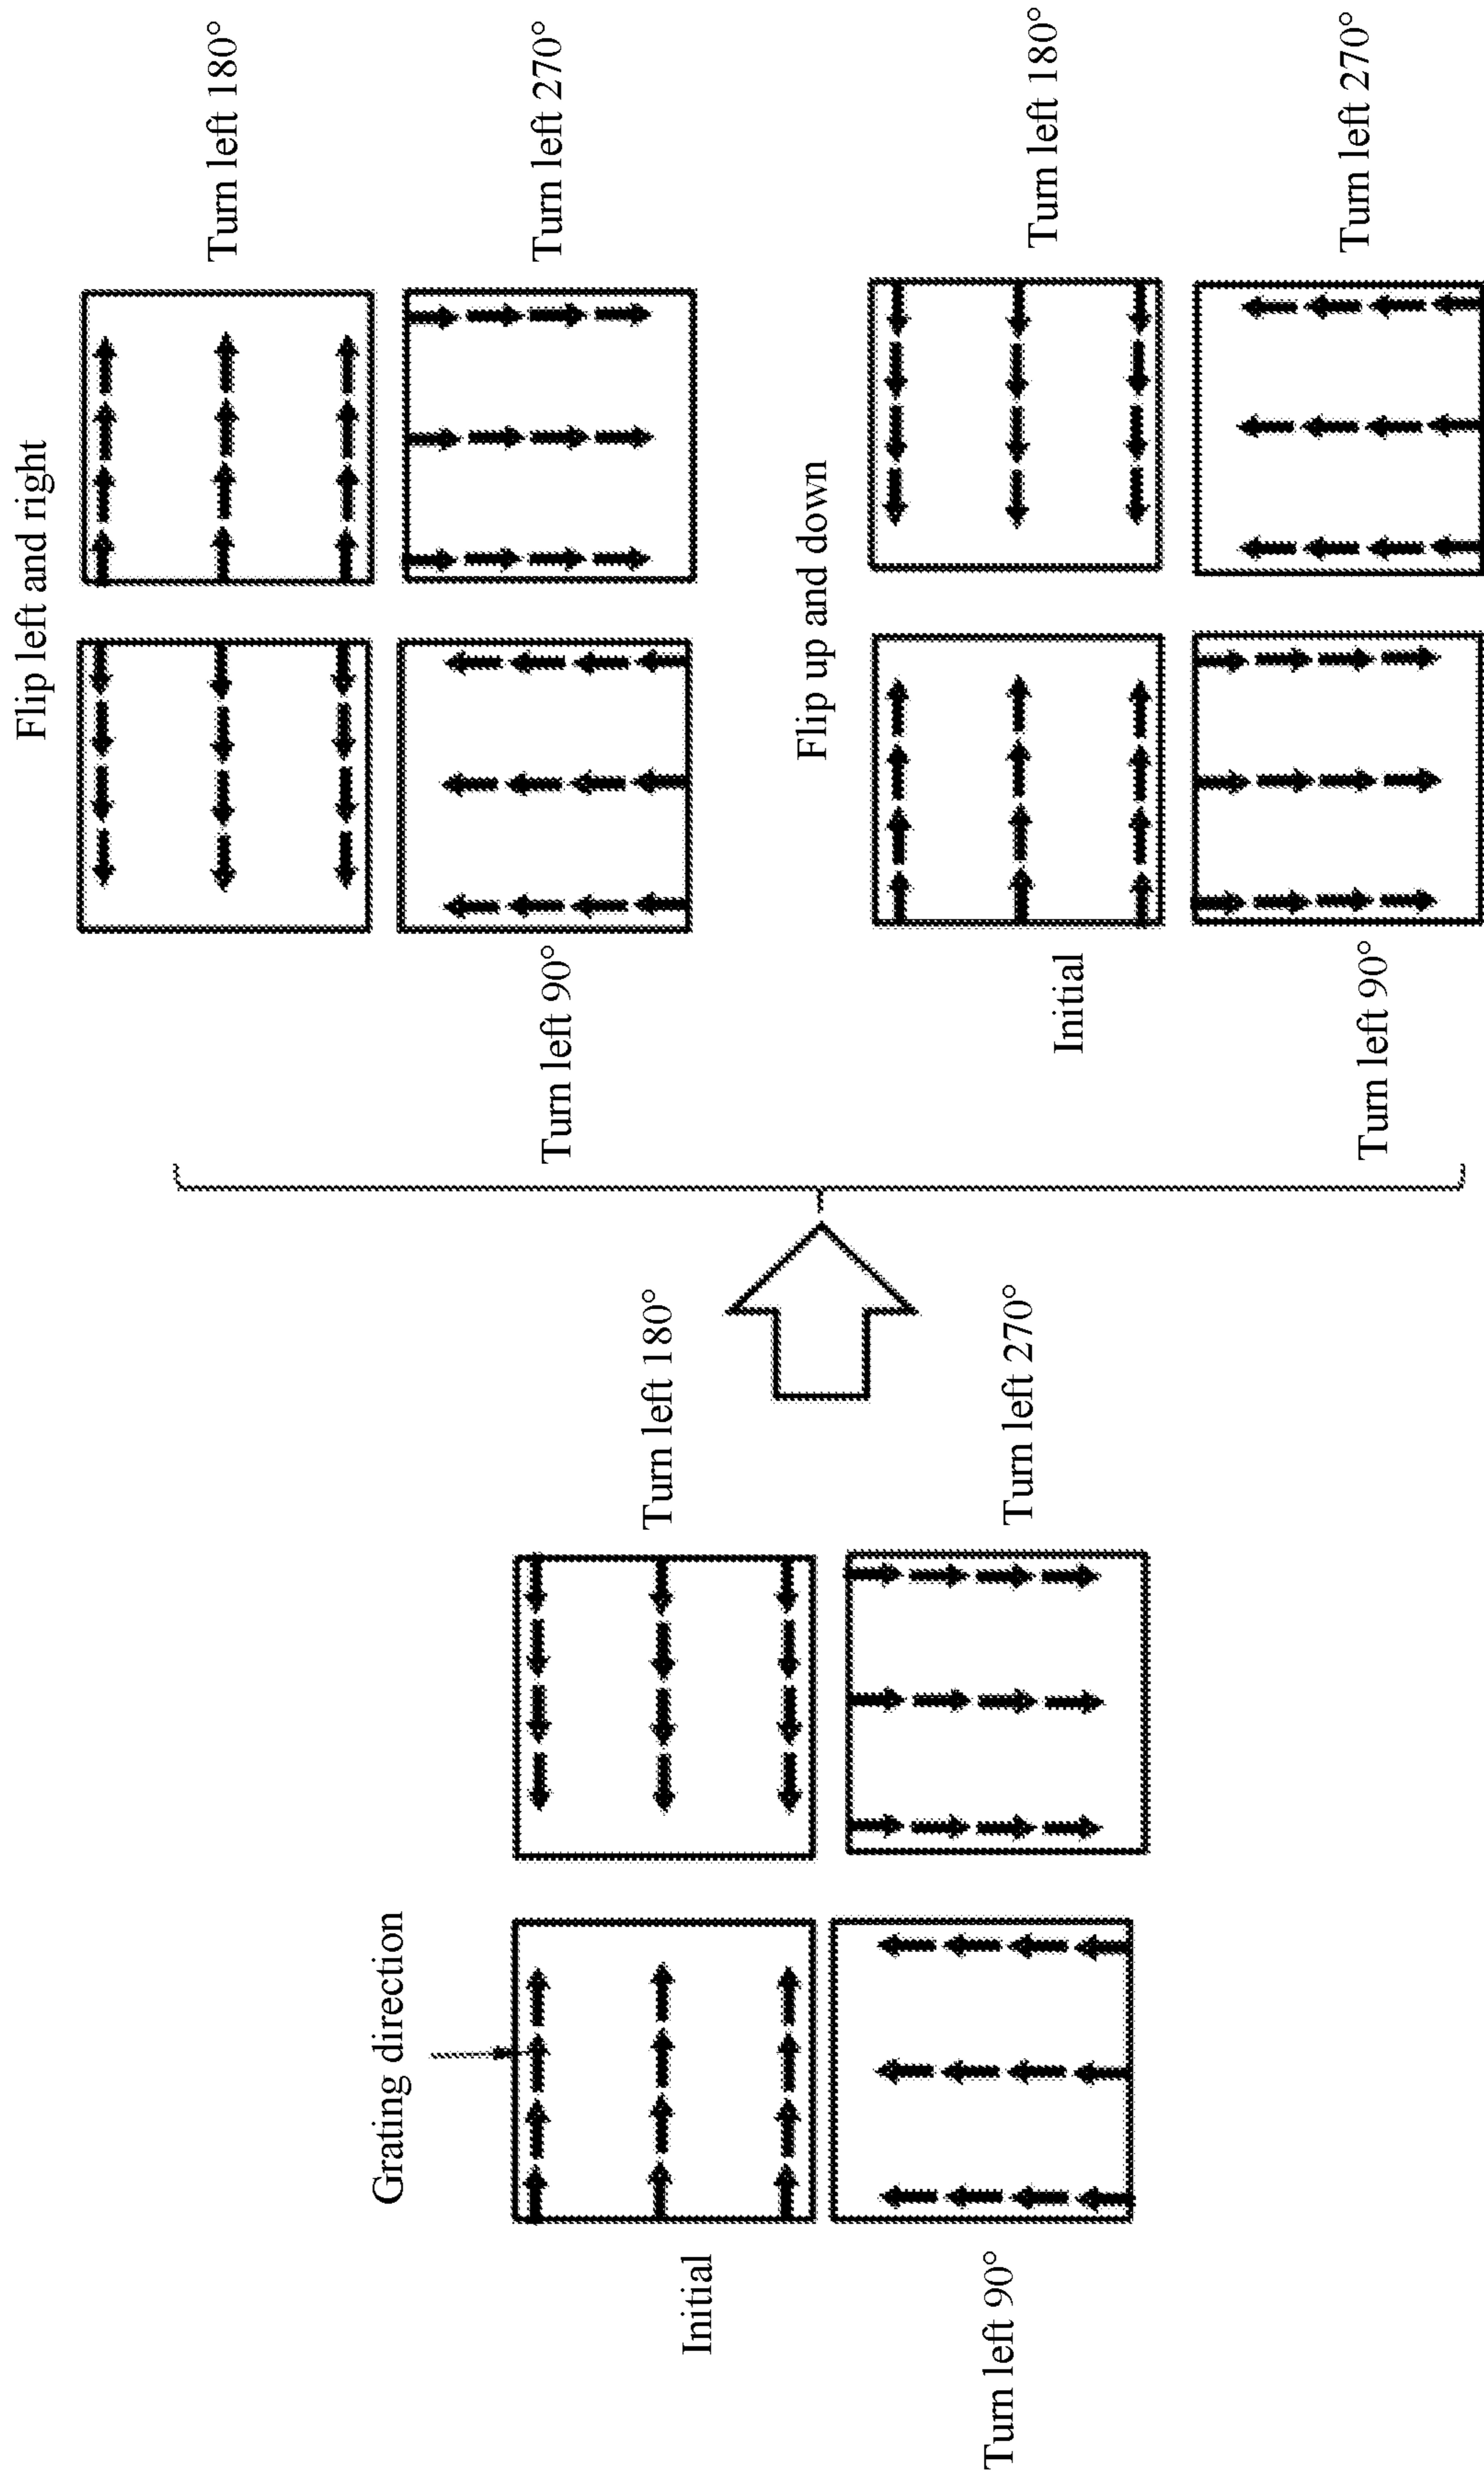 Grating direction
Initial
Turn left 180°
Turn left 90°
Turn left 270°
Flip left and right
Turn left 180°
Turn left 90°
Turn left 270°
Flip up and down
Initial
Turn left 180°
Turn left 90°
Turn left 270°